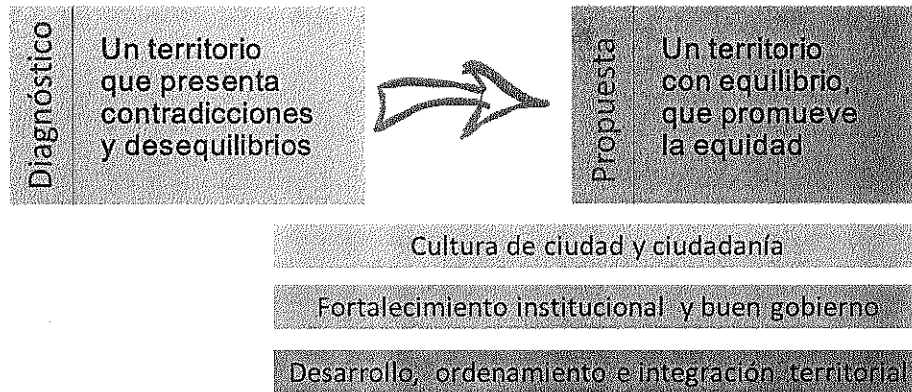 Diagnóstico
Un territorio
que presenta
contradicciones
y desequilibrios
Propuesta
Un territorio
con equilibrio,
que promueve
la equidad
Cultura de ciudad y ciudadanía
Fortalecimiento institucional y buen gobierno
Desarrollo, ordenamiento e integración territorial